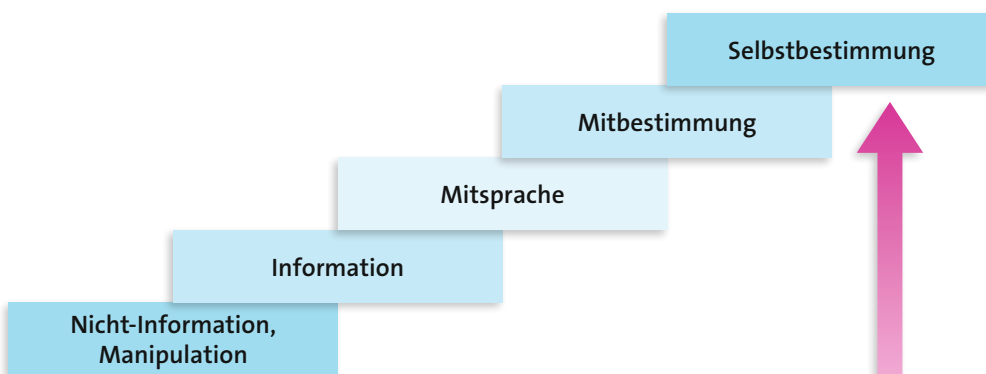 Selbstbestimmung
Mitbestimmung
Mitsprache
Information
Nicht-Information,
Manipulation